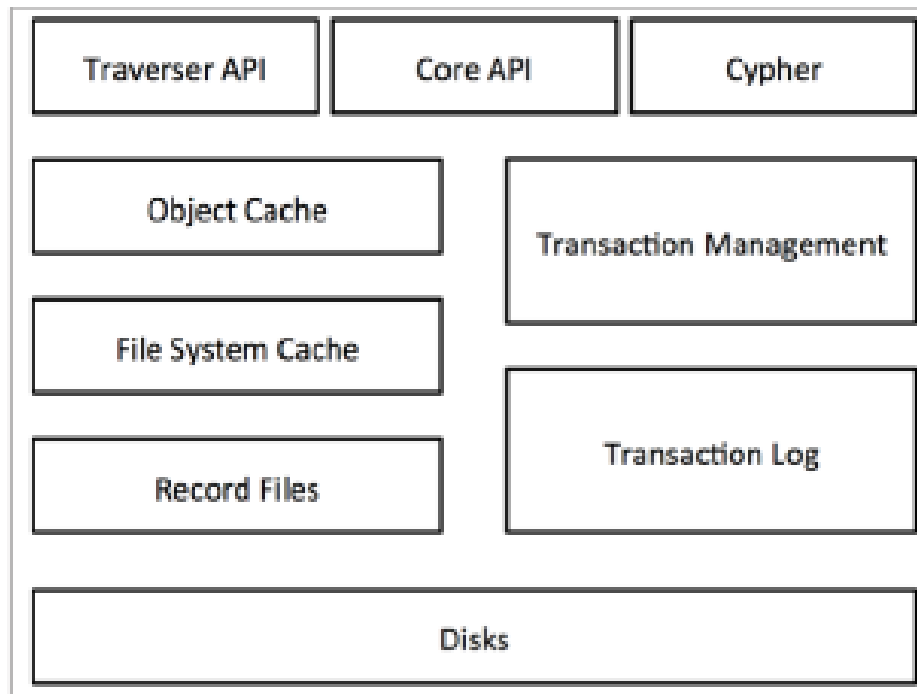 Traverser API
Core API
Cypher
Object Cache
Transaction Management
File System Cache
Transaction Log
Record Files
Disks